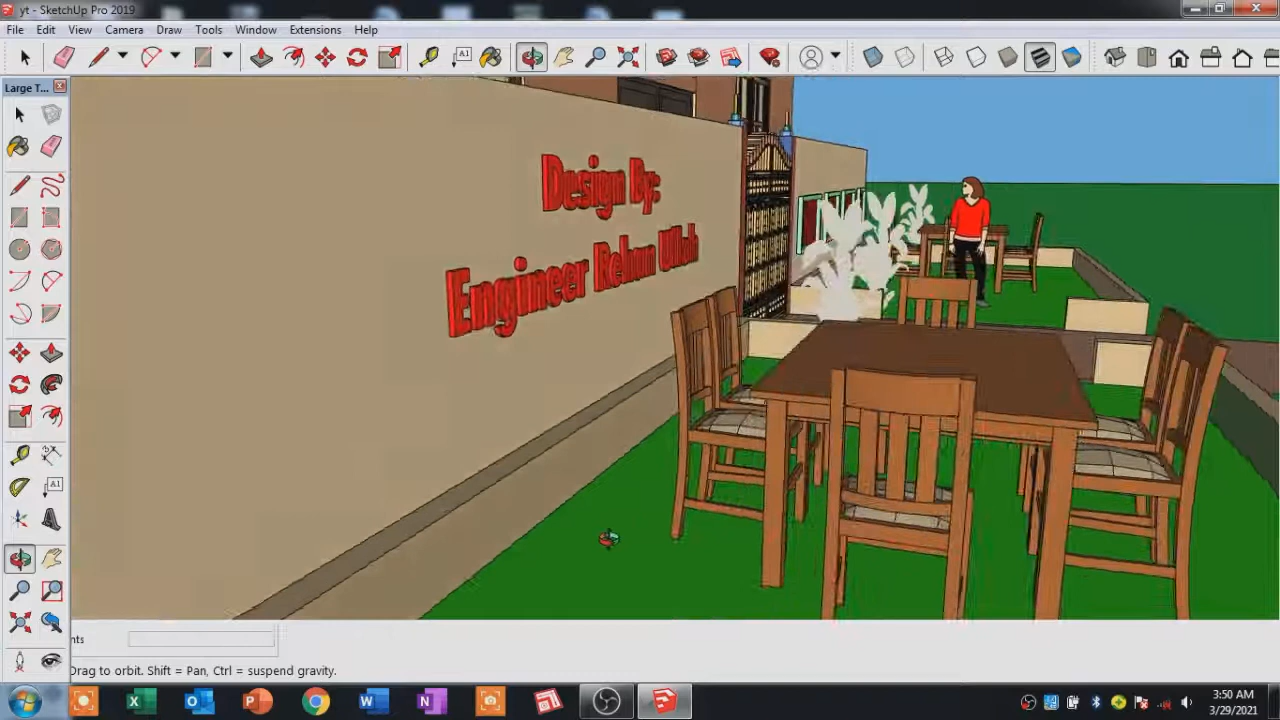 yt - SketchUp Pro 2019
File Edit View Camera Draw Tools Window Extensions Help
Large T...
Design By:
Engineer Rehan Ullah
nts
Drag to orbit. Shift = Pan, Ctrl = suspend gravity.
3:50 AM
3/29/2021